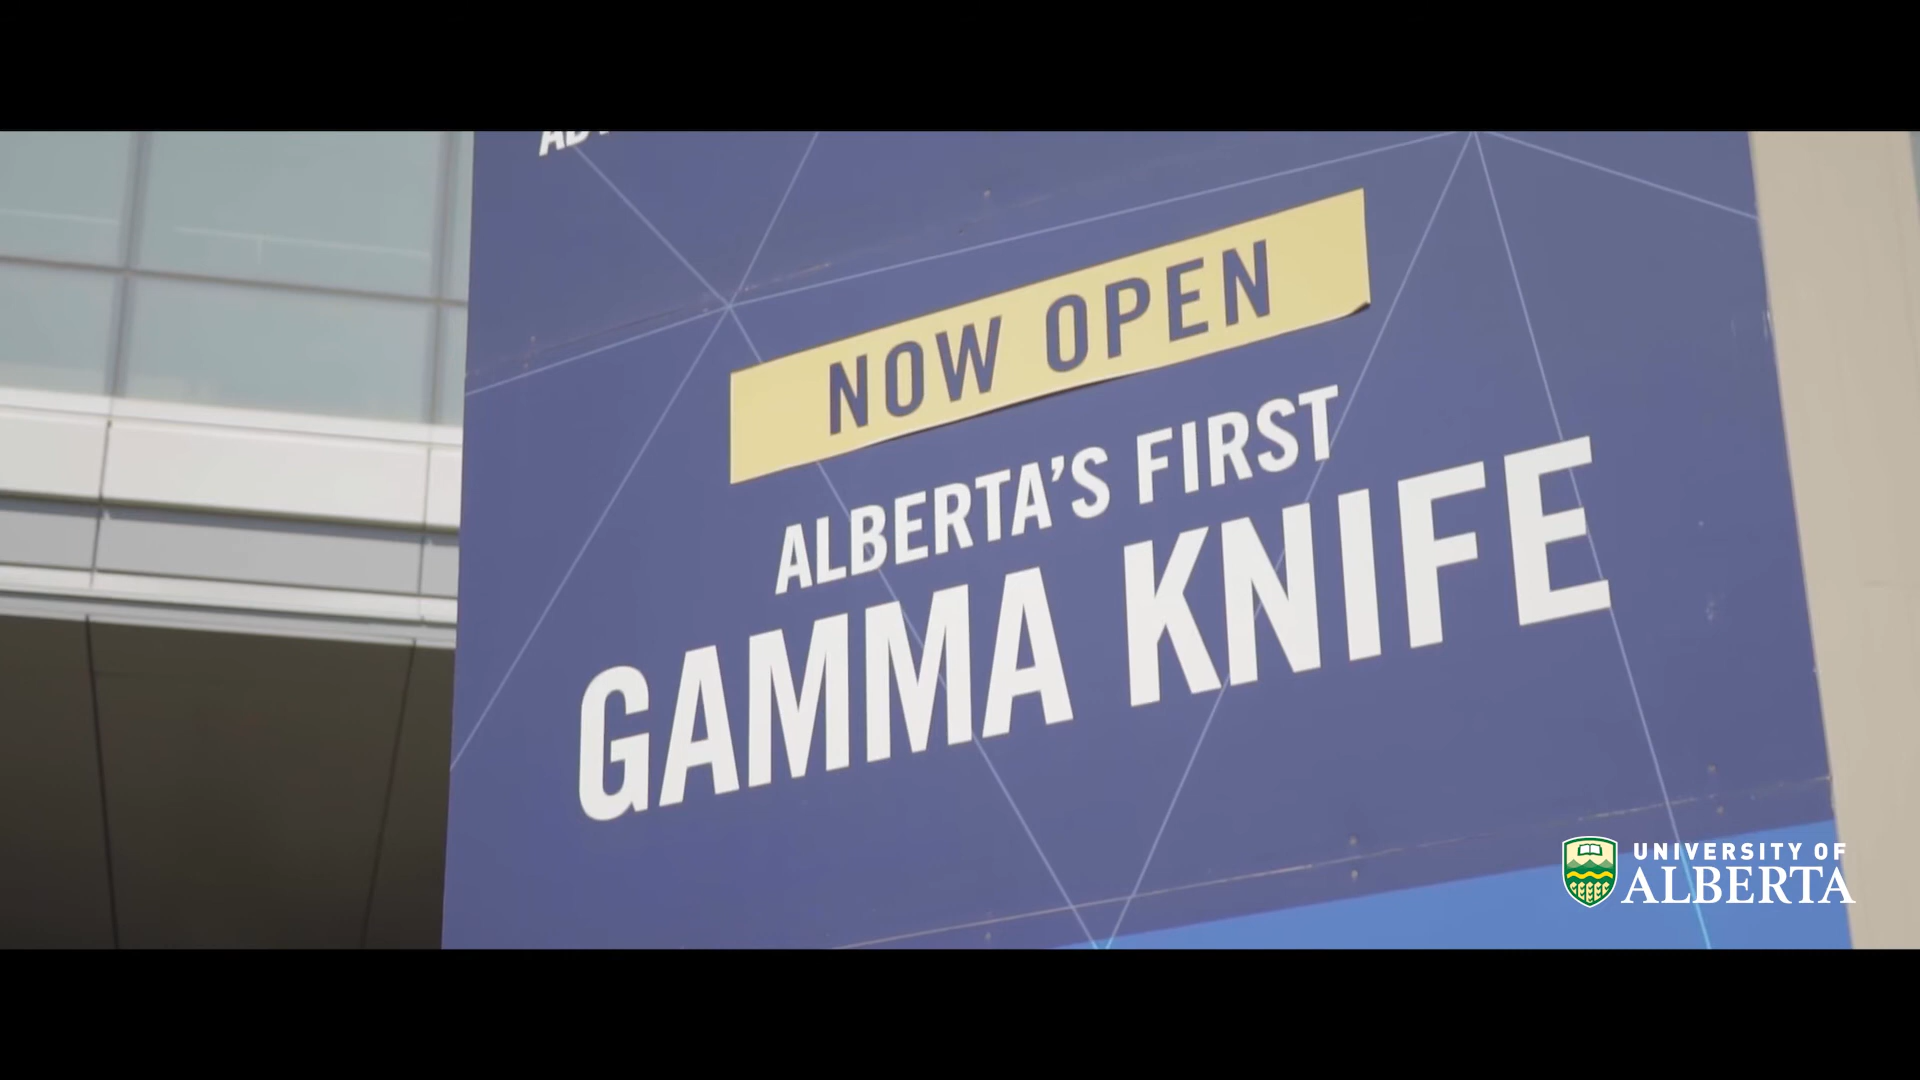 NOW OPEN
ALBERTA'S FIRST
GAMMA KNIFE
UNIVERSITY OF
ALBERTA